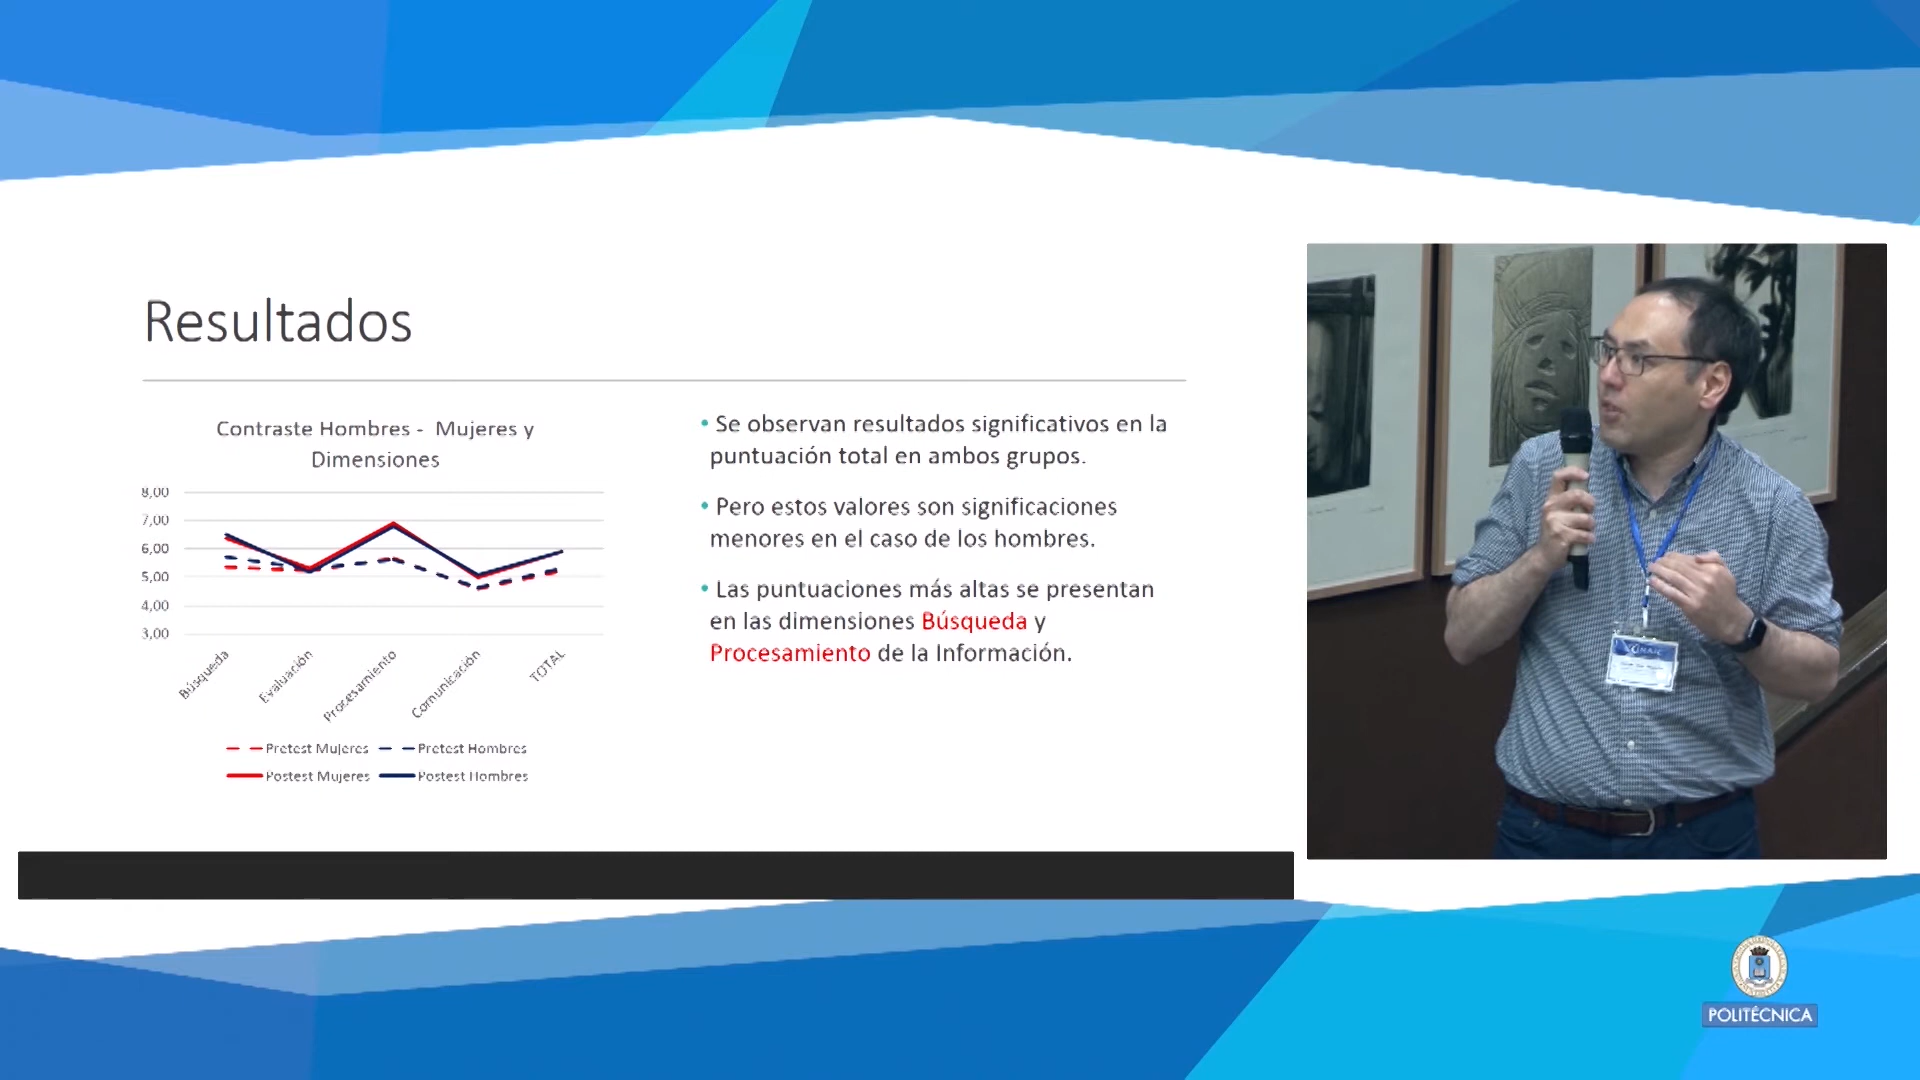 Resultados
Contraste Hombres - Mujeres y
Dimensiones
8,00
7,00
6,00
5,00
4,00
3,00
Búsqueda
Evaluación
Procesamiento
Comunicación
TOTAL
Pretest Mujeres
Pretest Hombres
Postest Mujeres
Postest Hombres
• Se observan resultados significativos en la
puntuación total en ambos grupos.
• Pero estos valores son significaciones
menores en el caso de los hombres.
• Las puntuaciones más altas se presentan
en las dimensiones Búsqueda y
Procesamiento de la Información.
POLITÉCNICA